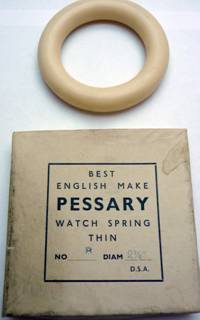 BEST
ENGLISH MAKE
PESSARY
WATCH SPRING
THIN
NO DIAM
D.S.A.